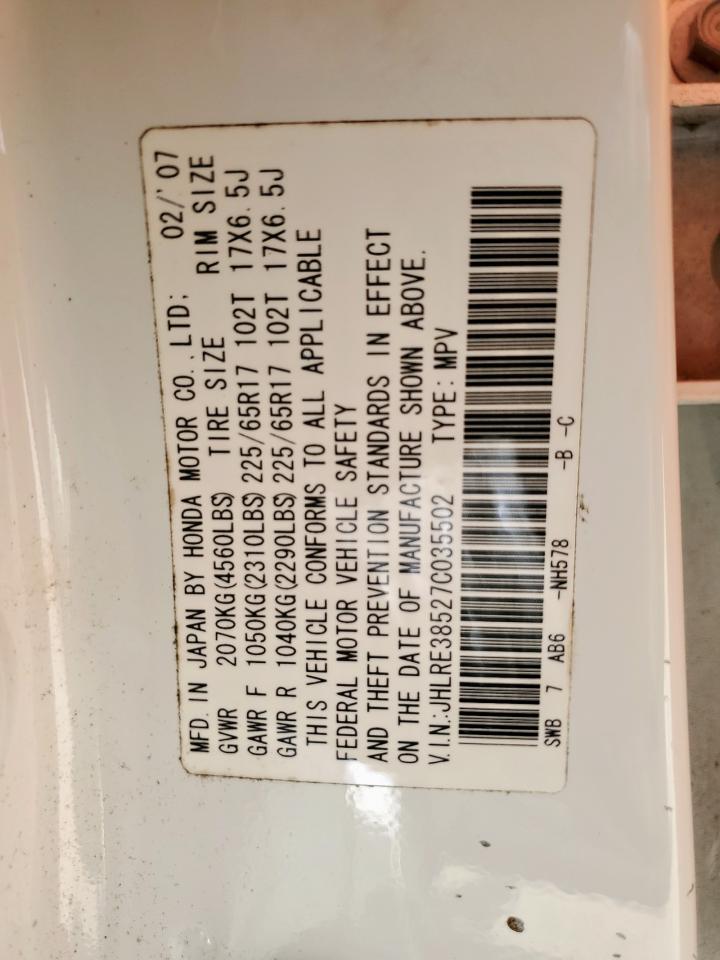 MFD. IN JAPAN BY HONDA MOTOR CO.,LTD; 02/'07
GVWR 2070KG(4560LBS) TIRE SIZE RIM SIZE
GAWR F 1050KG(2310LBS)225/65R17 102T 17X6.5J
GAWR R 1040KG(2290LBS)225/65R17 102T 17X6.5J
THIS VEHICLE CONFORMS TO ALL APPLICABLE
FEDERAL MOTOR VEHICLE SAFETY
AND THEFT PREVENTION STANDARDS IN EFFECT
ON THE DATE OF MANUFACTURE SHOWN ABOVE.
V.I.N.:JHLRE38527C035502 TYPE: MPV
SWB 7 AB6 -NH578 -B -C